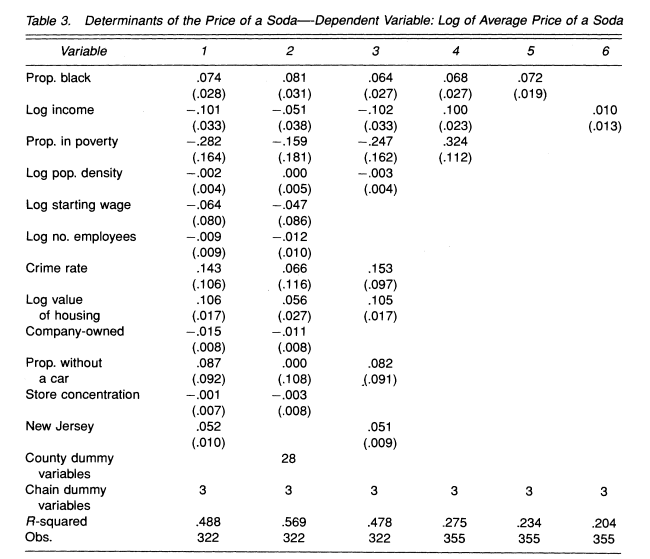 Table 3. Determinants of the Price of a Soda—Dependent Variable: Log of Average Price of a Soda
Variable 1 2 3 4 5 6
Prop. black .074 .081 .064 .068 .072
(.028) (.031) (.027) (.027) (.019)
Log income −.101 −.051 −.102 .100 .010
(.033) (.038) (.033) (.023) (.013)
Prop. in poverty −.282 −.159 −.247 .324
(.164) (.181) (.162) (.112)
Log pop. density −.002 .000 −.003
(.004) (.005) (.004)
Log starting wage −.064 −.047
(.080) (.086)
Log no. employees −.009 −.012
(.009) (.010)
Crime rate .143 .066 .153
(.106) (.116) (.097)
Log value .106 .056 .105
of housing (.017) (.027) (.017)
Company-owned −.015 −.011
(.008) (.008)
Prop. without .087 .000 .082
a car (.092) (.108) (.091)
Store concentration −.001 −.003
(.007) (.008)
New Jersey .052 .051
(.010) (.009)
County dummy 28
variables
Chain dummy 3 3 3 3 3 3
variables
R-squared .488 .569 .478 .275 .234 .204
Obs. 322 322 322 355 355 355